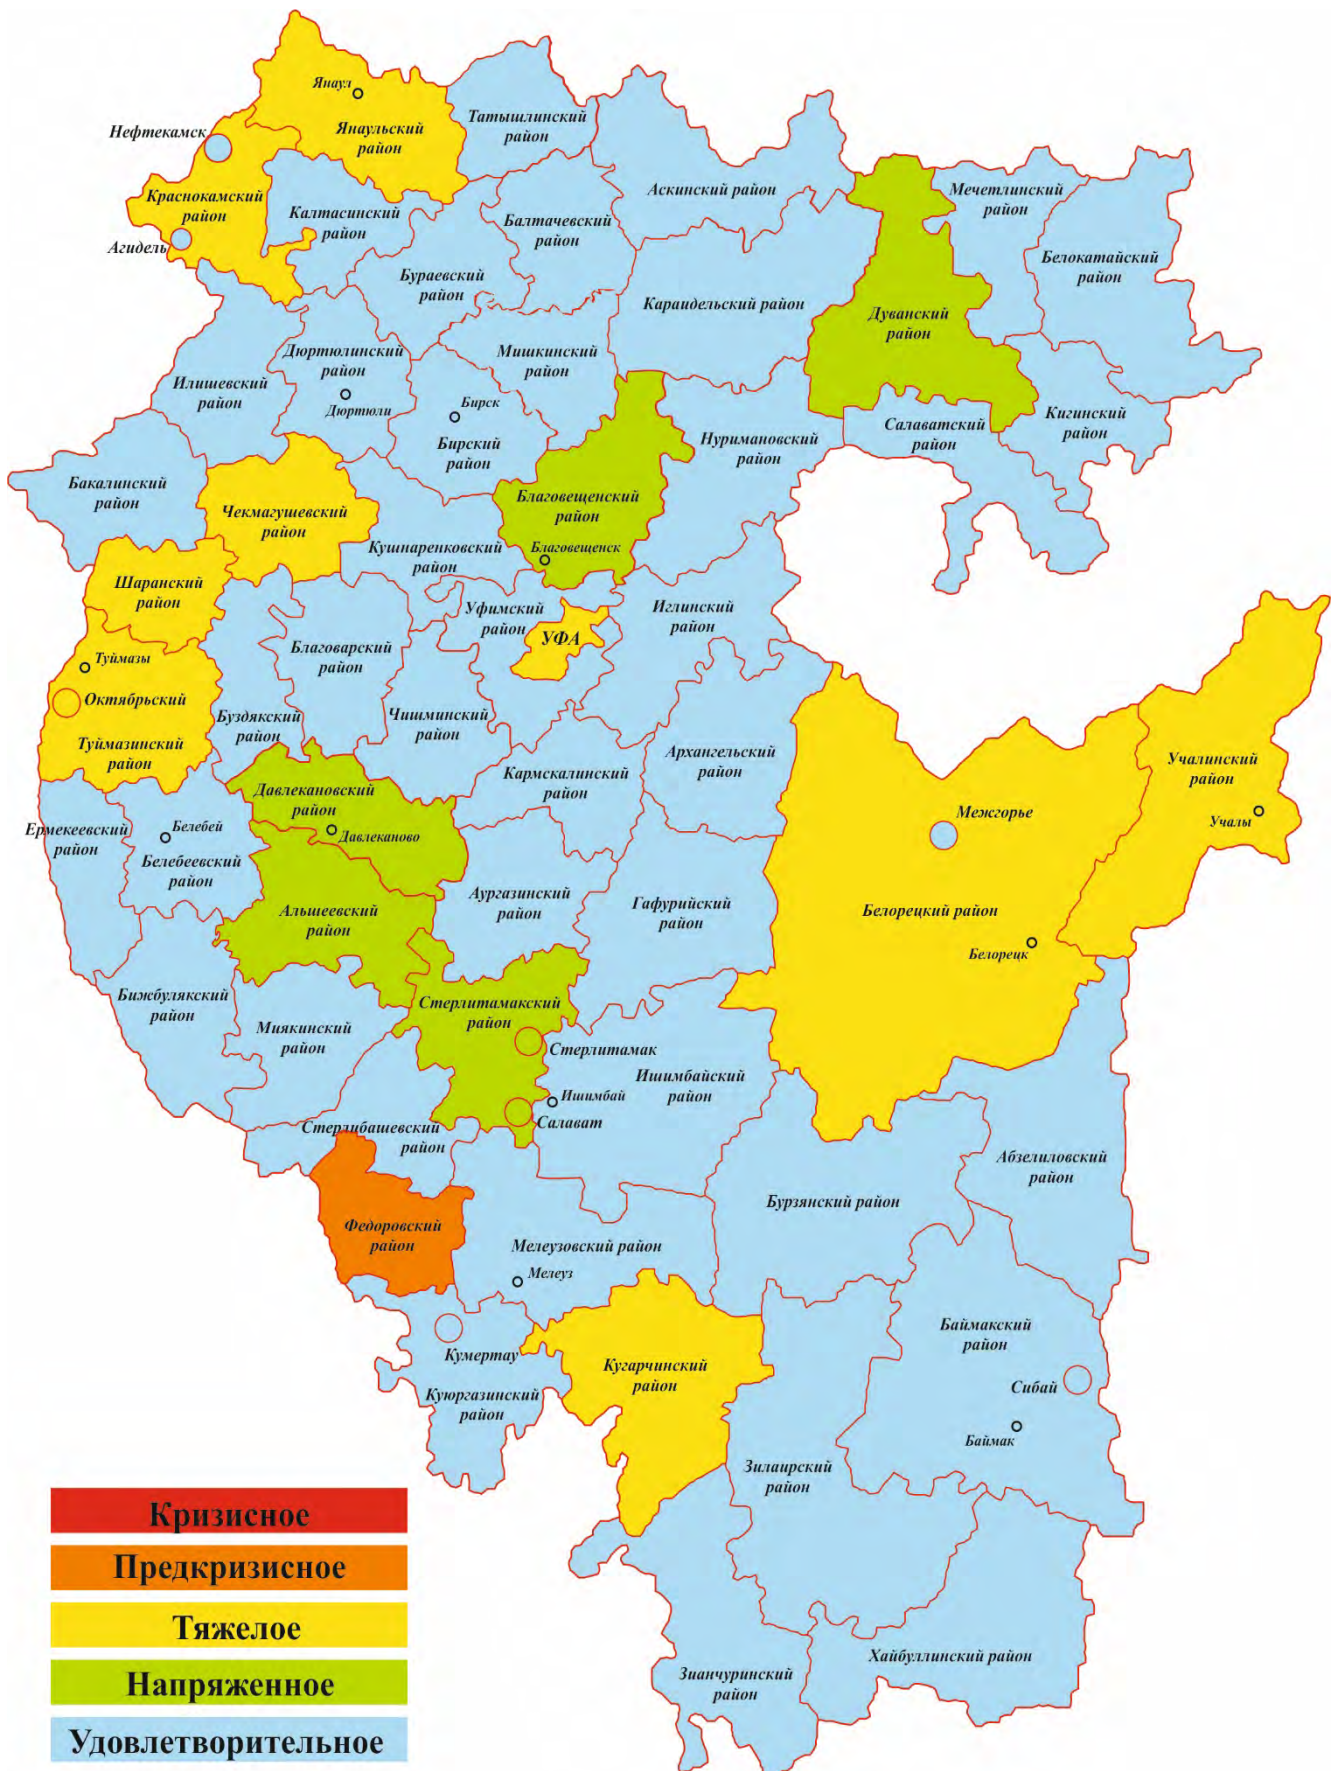 Янаул
Янаульский
район
Татышлинский
район
Нефтекамск
Краснокамский
район
Агидель
Калтасинский
район
Балтачевский
район
Аскинский район
Мечетлинский
район
Белокатайский
район
Бураевский
район
Караидельский район
Дуванский
район
Дюртюлинский
район
Дюртюли
Мишкинский
район
Илишевский
район
Бирск
Бирский
район
Нуримановский
район
Салаватский
район
Кигинский
район
Бакалинский
район
Чекмагушевский
район
Благовещенский
район
Благовещенск
Кушнаренковский
район
Шаранский
район
Уфимский
район
УФА
Иглинский
район
Туймазы
Октябрьский
Туймазинский
район
Благоварский
район
Буздякский
район
Чишминский
район
Кармскалинский
район
Архангельский
район
Учалинский
район
Учалы
Давлекановский
район
Давлеканово
Межгорье
Ермекеевский
район
Белебей
Белебеевский
район
Альшеевский
район
Аургазинский
район
Гафурийский
район
Белорецкий район
Белорецк
Бижбулякский
район
Миякинский
район
Стерлитамакский
район
Стерлитамак
Ишимбайский
район
Ишимбай
Салават
Стерлибашевский
район
Абзелиловский
район
Бурзянский район
Федоровский
район
Мелеузовский район
Мелеуз
Кумертау
Куюргазинский
район
Кугарчинский
район
Баймакский
район
Сибай
Баймак
Зилаирский
район
Хайбуллинский район
Зианчуринский
район
Кризисное
Предкризисное
Тяжелое
Напряженное
Удовлетворительное